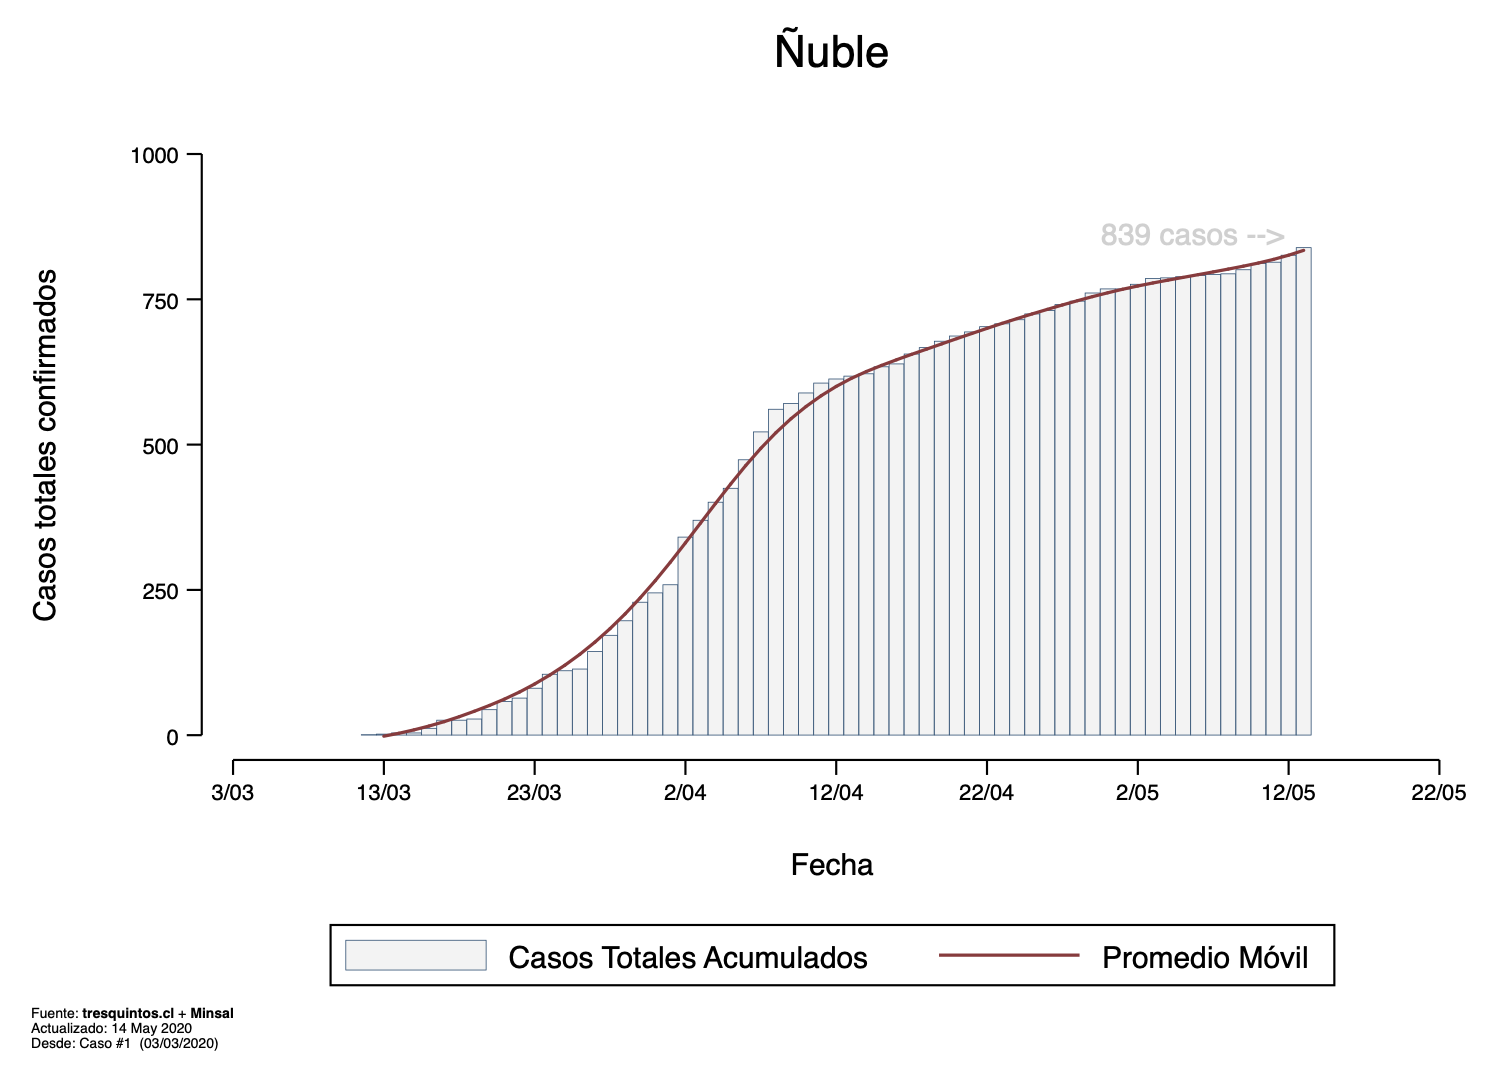 Ñuble
Casos totales confirmados
1000
750
500
250
0
839 casos -->
3/03 13/03 23/03 2/04 12/04 22/04 2/05 12/05 22/05
Fecha
Casos Totales Acumulados Promedio Móvil
Fuente: tresquintos.cl + Minsal
Actualizado: 14 May 2020
Desde: Caso #1 (03/03/2020)